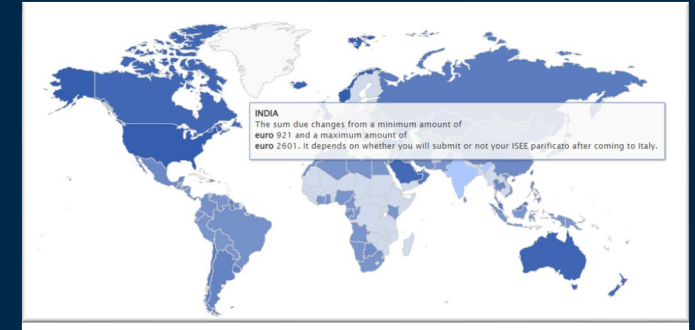 INDIA
The sum due changes from a minimum amount of
euro 921 and a maximum amount of
euro 2601. It depends on whether you will submit or not your ISEE parificato after coming to Italy.